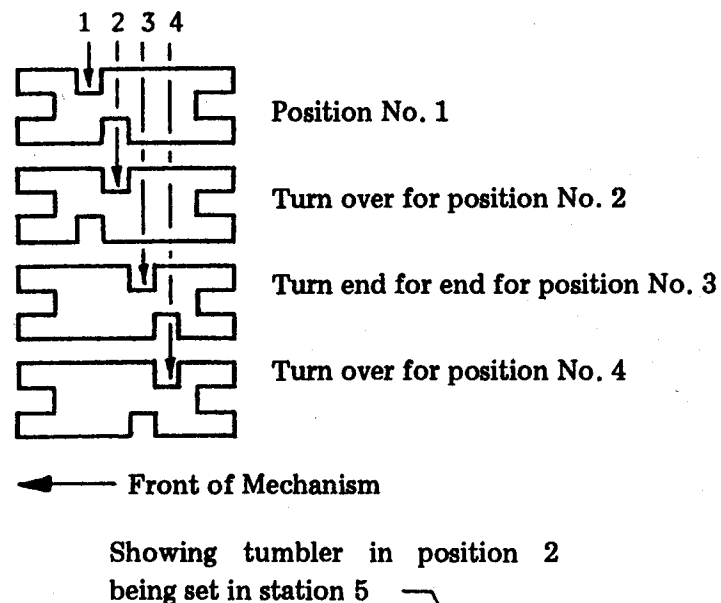 1 2 3 4
Position No. 1
Turn over for position No. 2
Turn end for end for position No. 3
Turn over for position No. 4
Front of Mechanism
Showing tumbler in position 2
being set in station 5